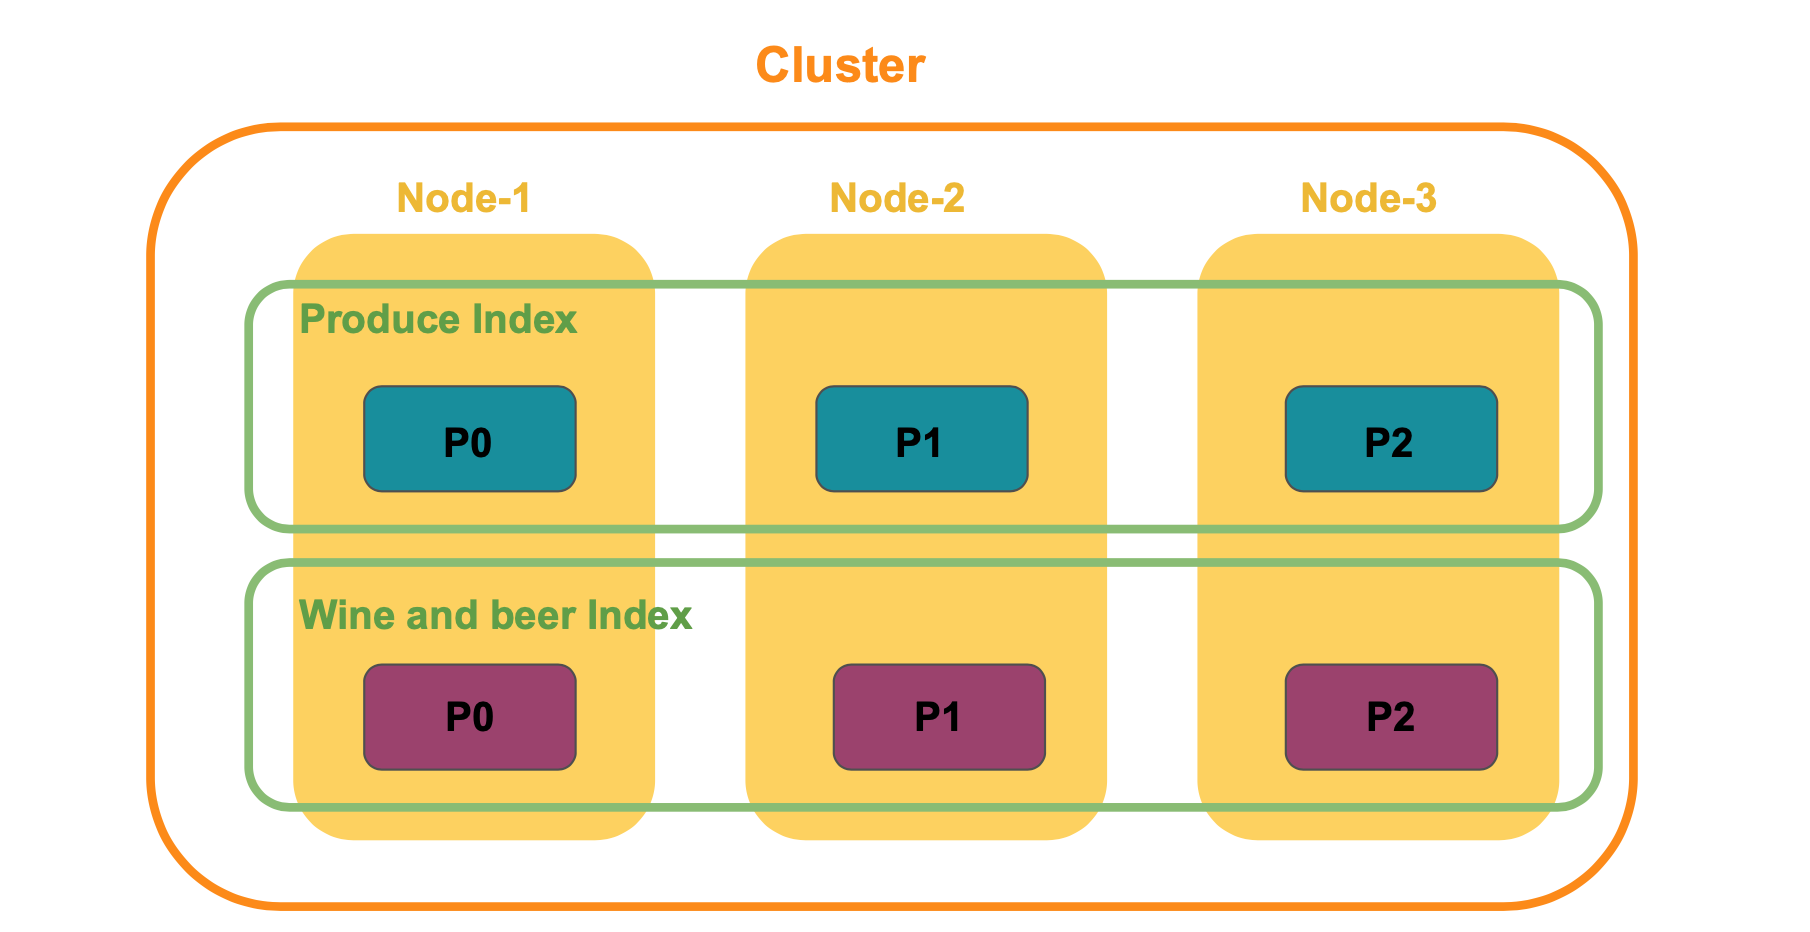 Cluster
Node-1
Node-2
Node-3
Produce Index
P0
P1
P2
Wine and beer Index
P0
P1
P2